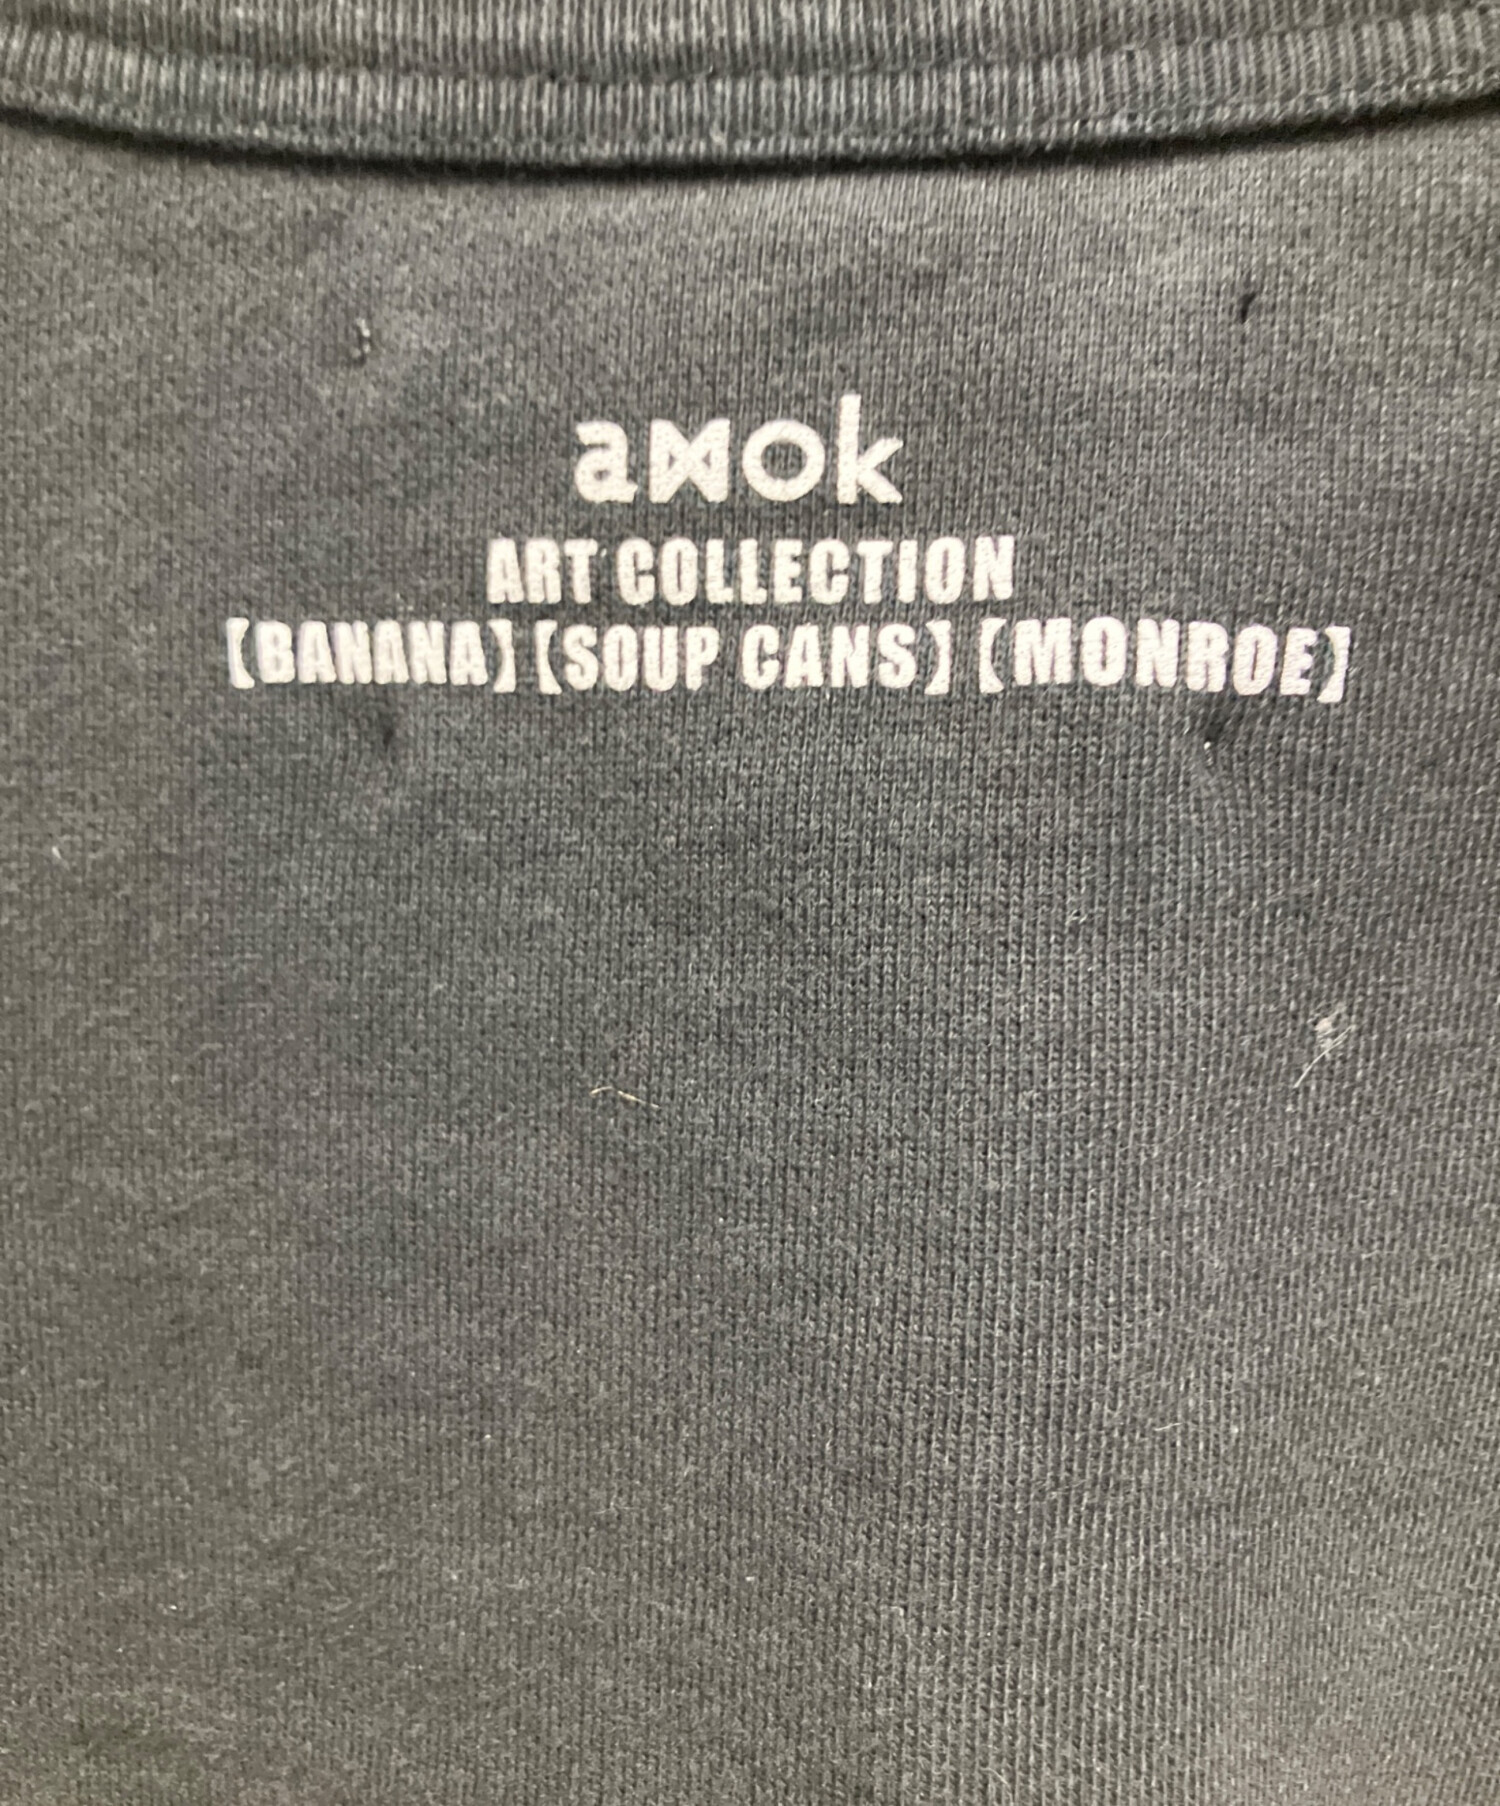 amok
ART COLLECTION
【BANANA】【SOUP CANS】【MONROE】